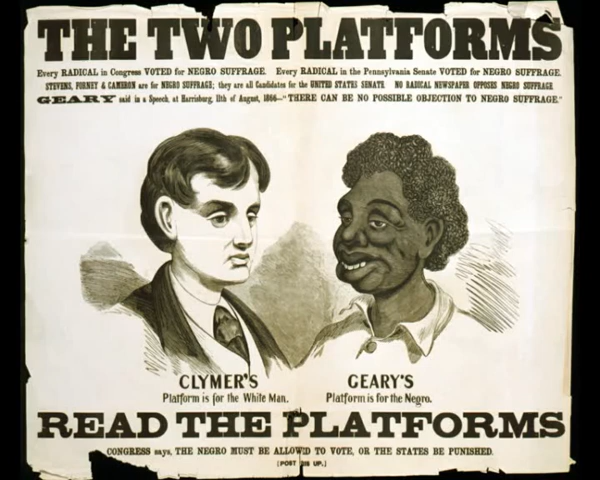 THE TWO PLATFORMS
Every RADICAL in Congress VOTED for NEGRO SUFFRAGE. Every RADICAL in the Pennsylvania Senate VOTED for NEGRO SUFFRAGE.
STEVENS, FORNEY & CAMERON are for NEGRO SUFFRAGE; they are all Candidates for the UNITED STATES SENATE. NO RADICAL NEWSPAPER OPPOSES NEGRO SUFFRAGE.
GEARY said in a Speech, at Harrisburg, 11th of August, 1866—"THERE CAN BE NO POSSIBLE OBJECTION TO NEGRO SUFFRAGE."
CLYMER'S
Platform is for the White Man.
GEARY'S
Platform is for the Negro.
READ THE PLATFORMS
CONGRESS says, THE NEGRO MUST BE ALLOWED TO VOTE, OR THE STATES BE PUNISHED.
[POST THIS UP.]